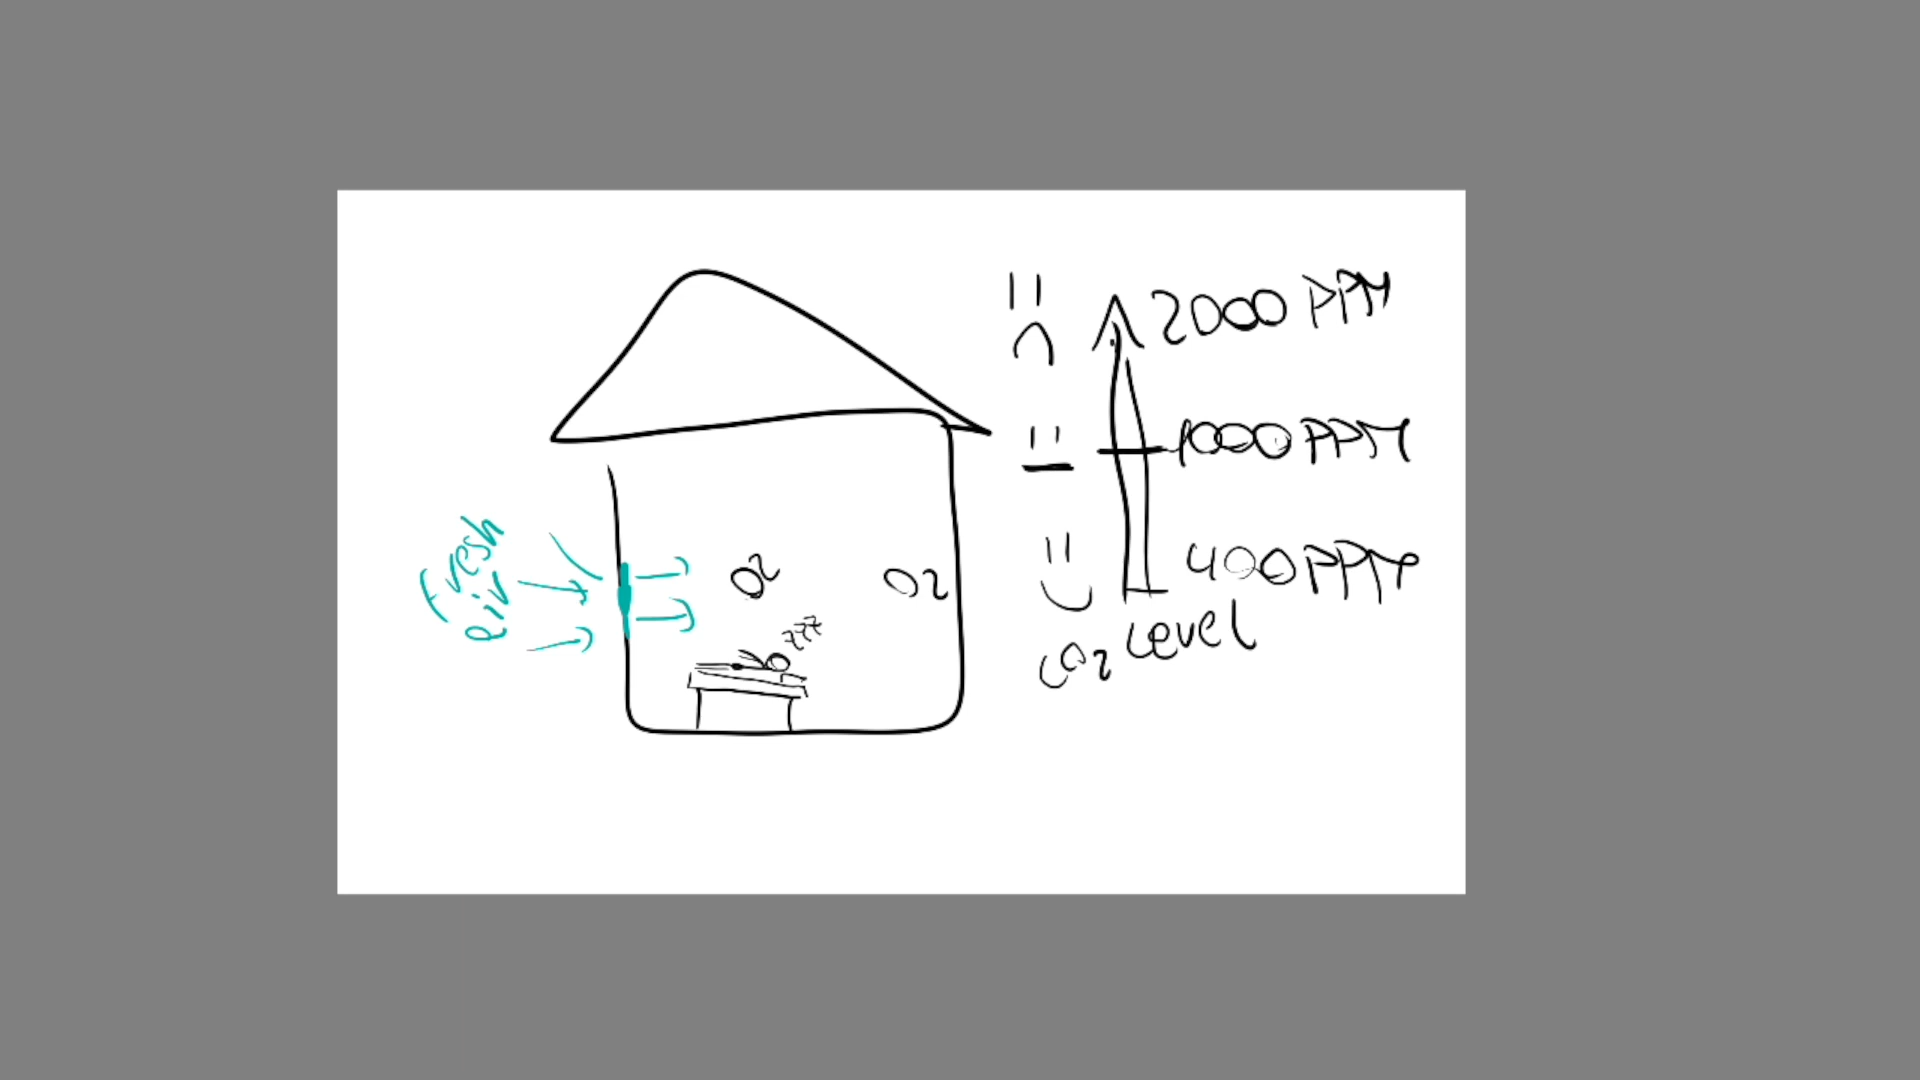 2000 PPM
1000 PPM
Fresh
air
O2
O2
400 PPM
zzz
CO2 Level